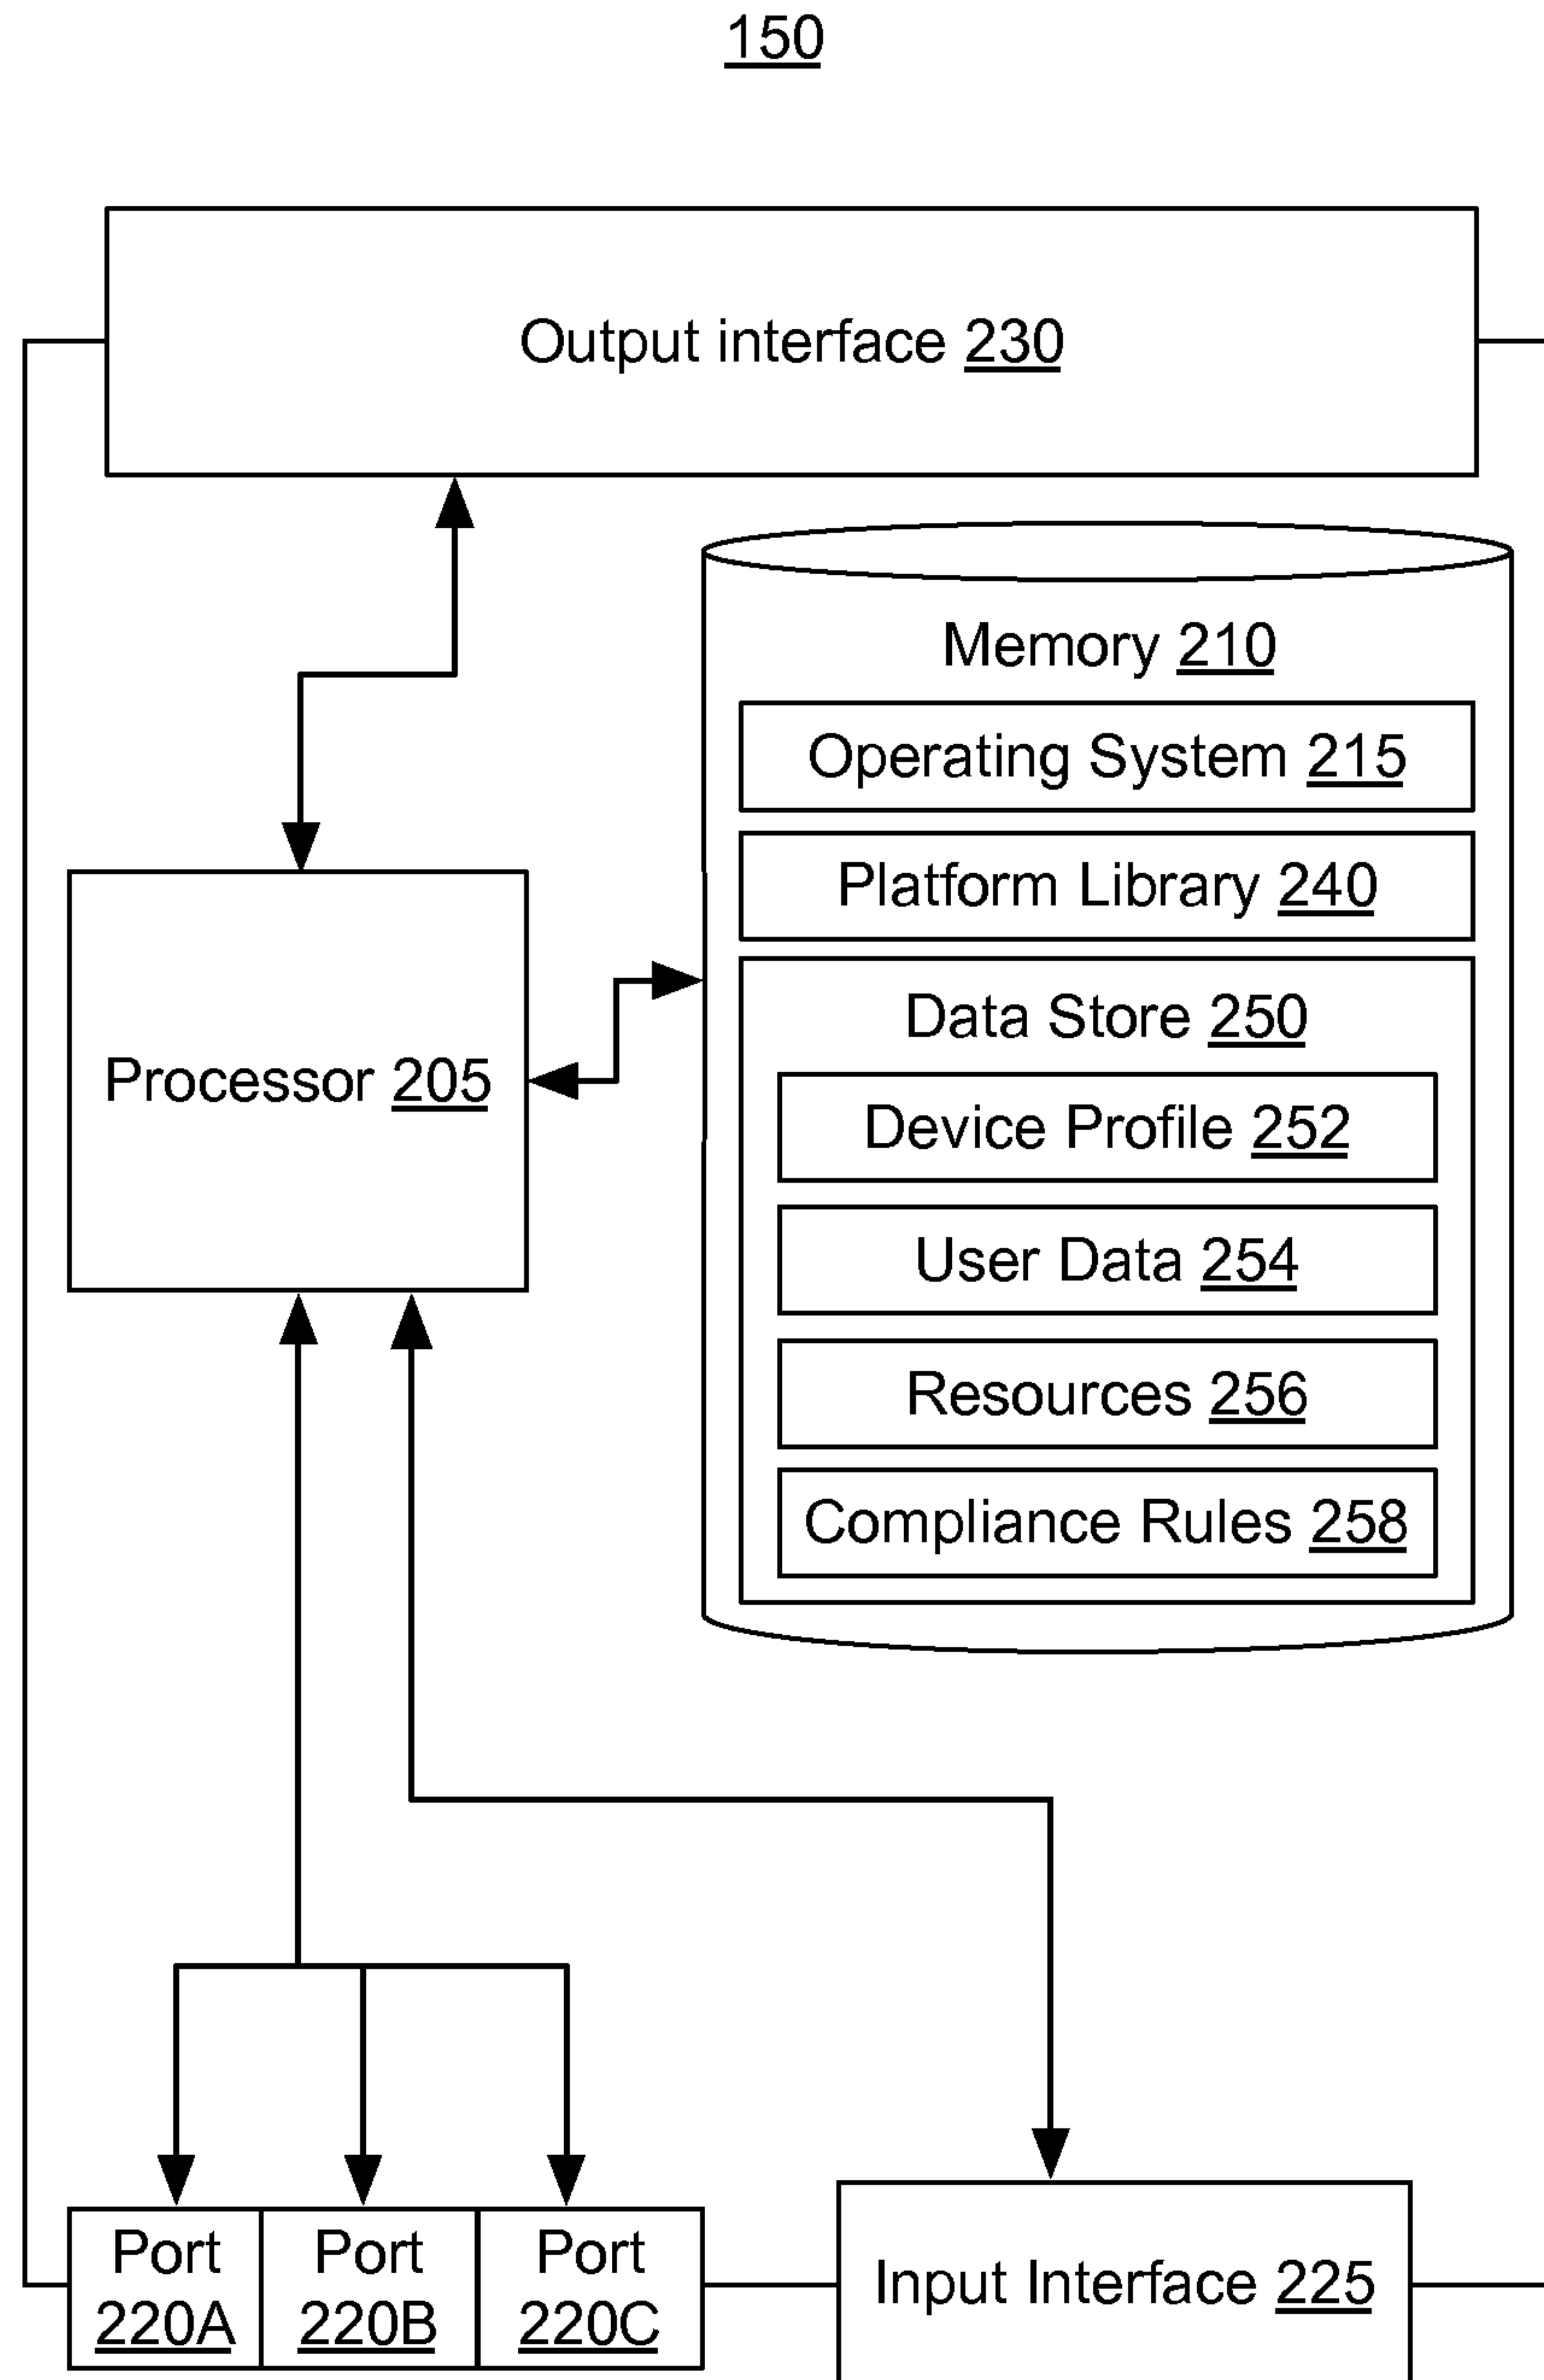 150
Output interface 230
Memory 210
Operating System 215
Platform Library 240
Data Store 250
Device Profile 252
User Data 254
Resources 256
Compliance Rules 258
Processor 205
Port
220A
Port
220B
Port
220C
Input Interface 225